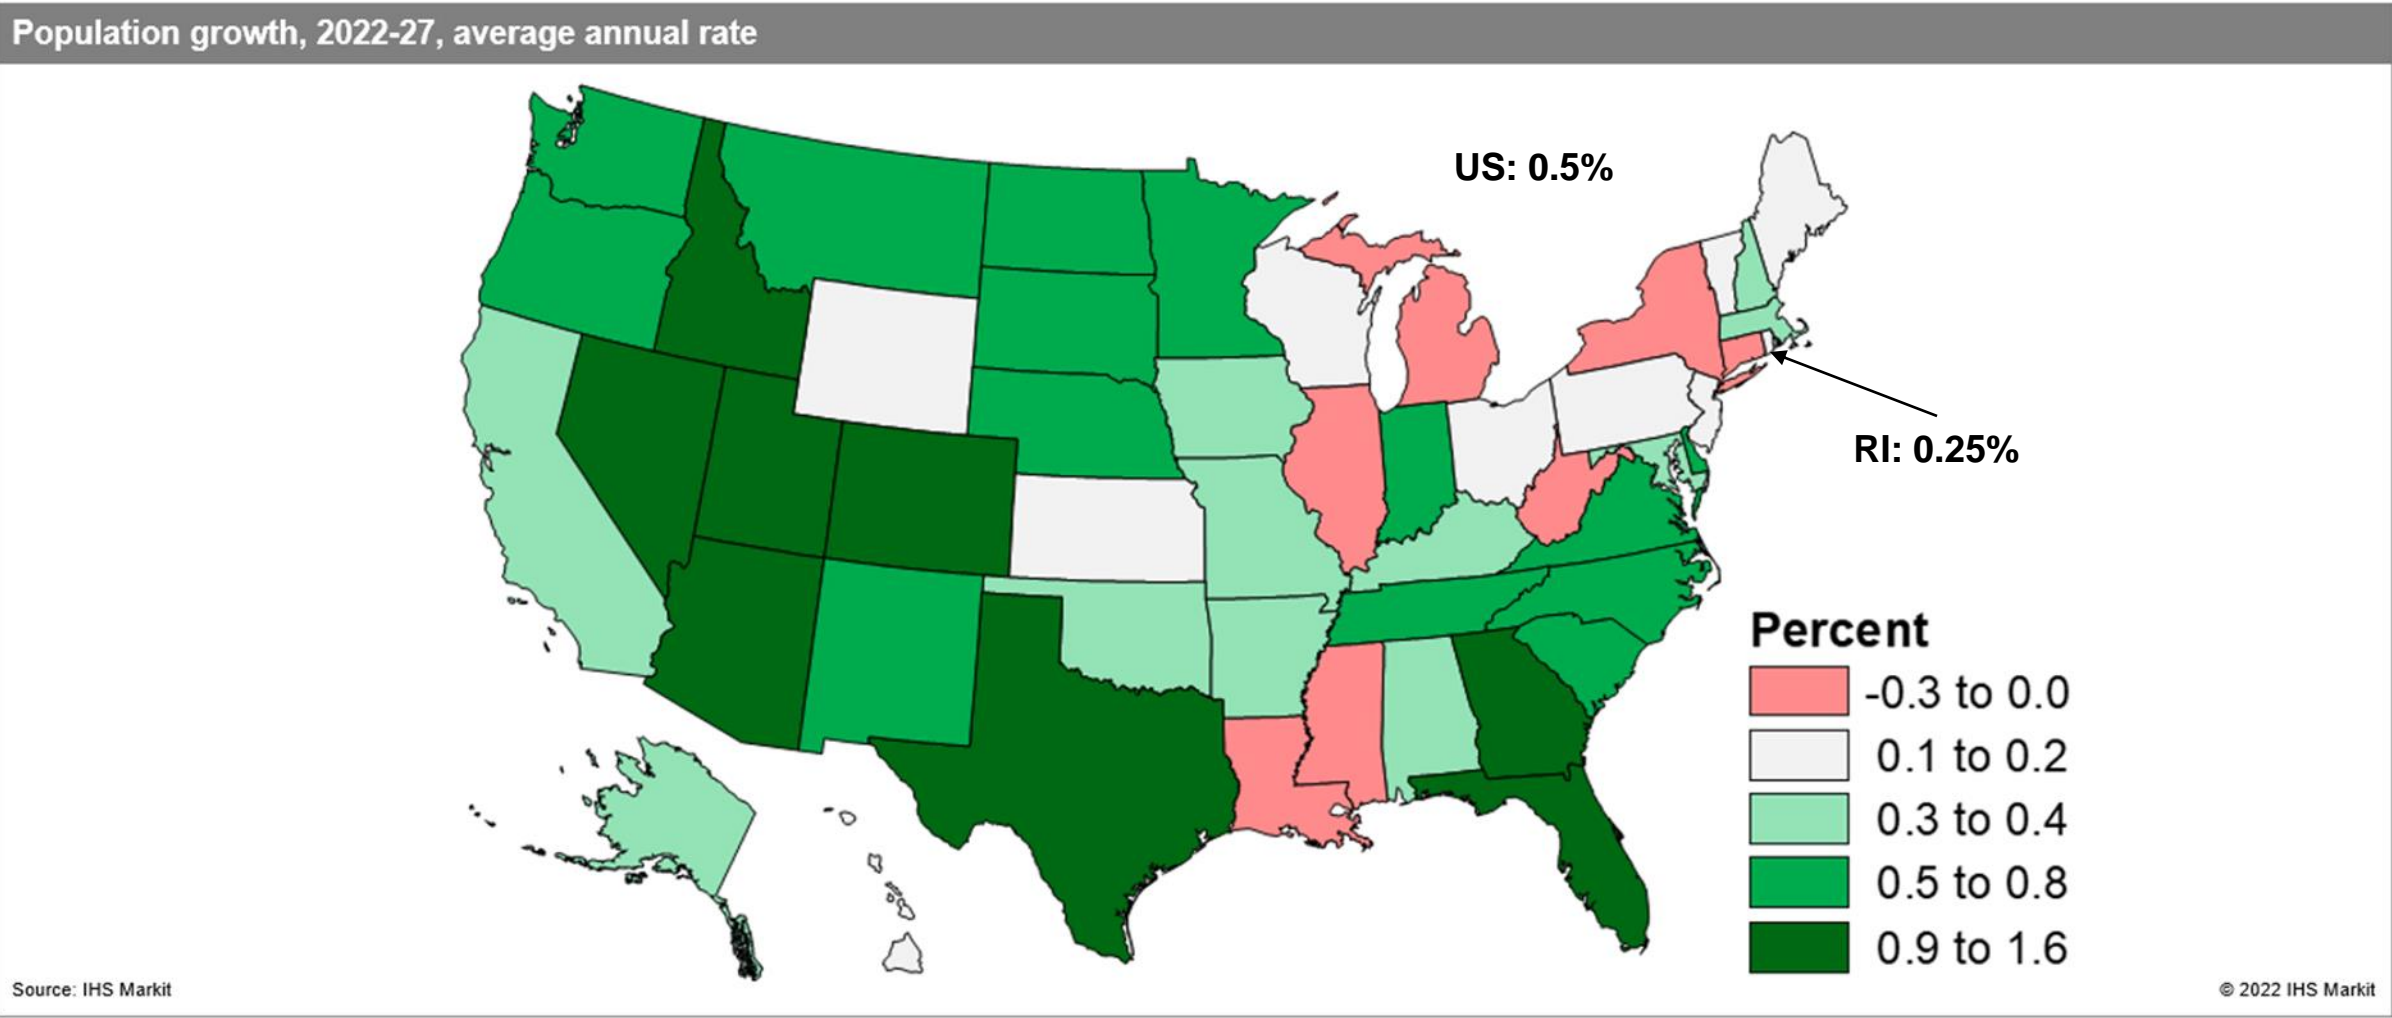 Population growth, 2022-27, average annual rate
US: 0.5%
RI: 0.25%
Percent
-0.3 to 0.0
0.1 to 0.2
0.3 to 0.4
0.5 to 0.8
0.9 to 1.6
Source: IHS Markit
© 2022 IHS Markit